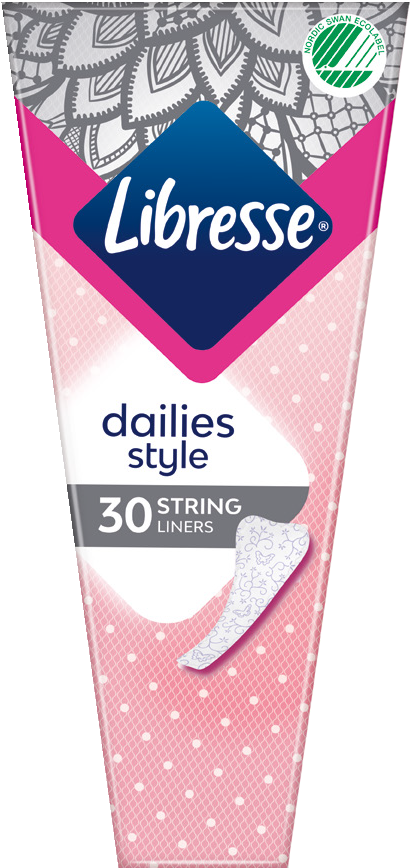 NORDIC SWAN ECOLABEL
Libresse®
dailies
style
30 STRING
LINERS